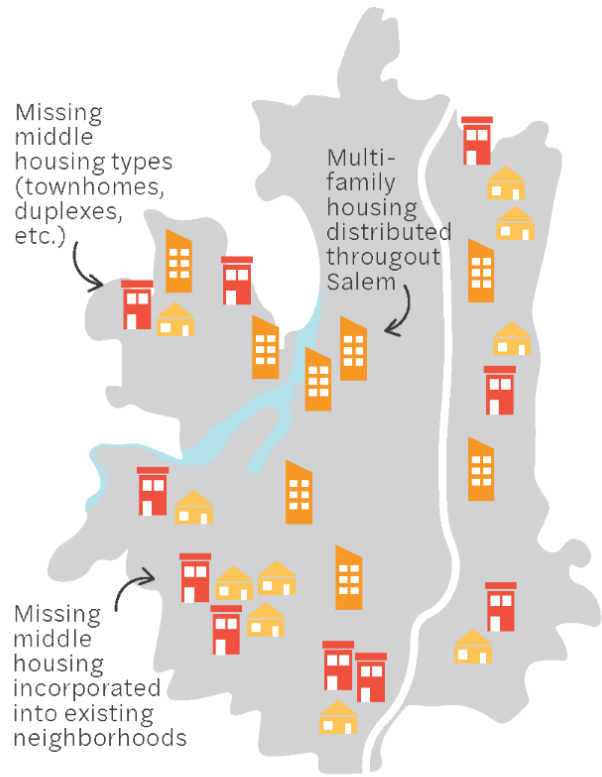 Missing
middle
housing types
(townhomes,
duplexes,
etc.)
Multi-
family
housing
distributed
througout
Salem
Missing
middle
housing
incorporated
into existing
neighborhoods